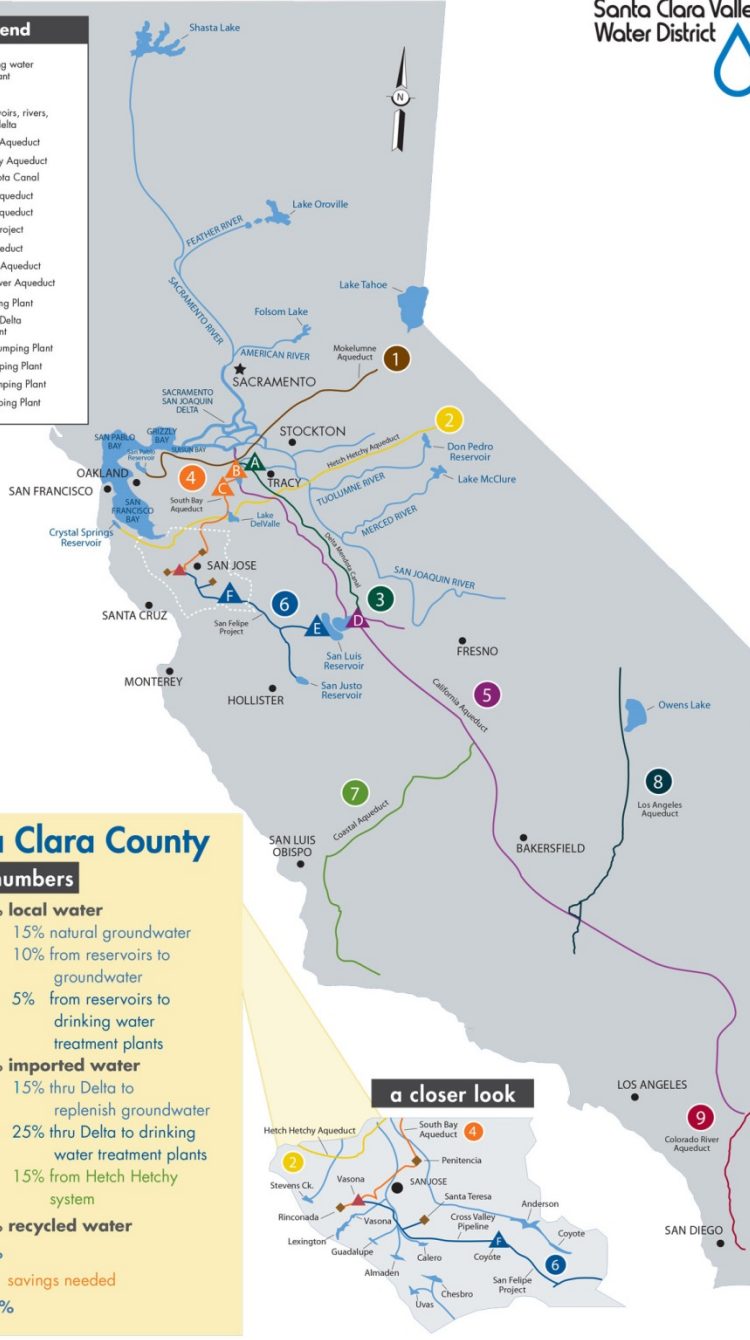 Santa Clara Valle
Water District
end
g water
ant
oirs, rivers,
delta
Aqueduct
y Aqueduct
ota Canal
queduct
queduct
roject
educt
Aqueduct
ver Aqueduct
ng Plant
Delta
nt
umping Plant
ping Plant
mping Plant
ping Plant
Shasta Lake
N
Lake Oroville
FEATHER RIVER
SACRAMENTO RIVER
Lake Tahoe
Folsom Lake
AMERICAN RIVER
Mokelumne
Aqueduct
1
SACRAMENTO
SACRAMENTO
SAN JOAQUIN
DELTA
2
STOCKTON
Hetch Hetchy Aqueduct
Don Pedro
Reservoir
SAN PABLO
BAY
GRIZZLY
BAY
SUISUN BAY
San Pablo
Reservoir
A
B
C
4
TRACY
Lake McClure
OAKLAND
SAN FRANCISCO
TUOLUMNE RIVER
South Bay
Aqueduct
SAN
FRANCISCO
BAY
Lake
DelValle
MERCED RIVER
Crystal Springs
Reservoir
Delta Mendota Canal
SAN JOSE
SAN JOAQUIN RIVER
F
6
3
SANTA CRUZ
San Felipe
Project
E
D
San Luis
Reservoir
FRESNO
MONTEREY
San Justo
Reservoir
HOLLISTER
California Aqueduct
5
Owens Lake
7
8
Coastal Aqueduct
Los Angeles
Aqueduct
SAN LUIS
OBISPO
BAKERSFIELD
a Clara County
numbers
% local water
15% natural groundwater
10% from reservoirs to
groundwater
5% from reservoirs to
drinking water
treatment plants
% imported water
15% thru Delta to
replenish groundwater
25% thru Delta to drinking
water treatment plants
15% from Hetch Hetchy
system
% recycled water
%
savings needed
%
LOS ANGELES
9
Colorado River
Aqueduct
SAN DIEGO
a closer look
Hetch Hetchy Aqueduct
South Bay
Aqueduct
4
2
Penitencia
Stevens Ck.
Vasona
SAN JOSE
Santa Teresa
Rinconada
Vasona
Cross Valley
Pipeline
Anderson
Lexington
Guadalupe
Calero
Coyote
F
Coyote
6
Almaden
San Felipe
Project
Chesbro
Uvas